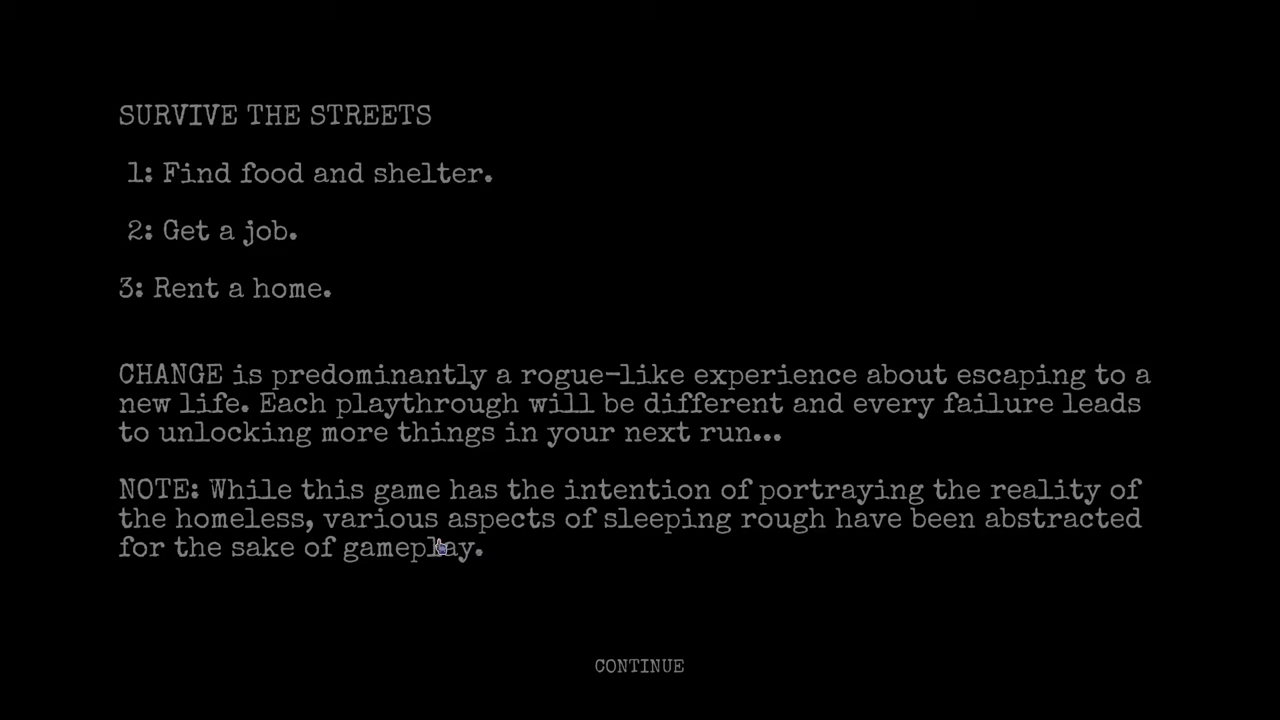 SURVIVE THE STREETS
1: Find food and shelter.
2: Get a job.
3: Rent a home.
CHANGE is predominantly a rogue-like experience about escaping to a
new life. Each playthrough will be different and every failure leads
to unlocking more things in your next run...
NOTE: While this game has the intention of portraying the reality of
the homeless, various aspects of sleeping rough have been abstracted
for the sake of gameplay.
CONTINUE